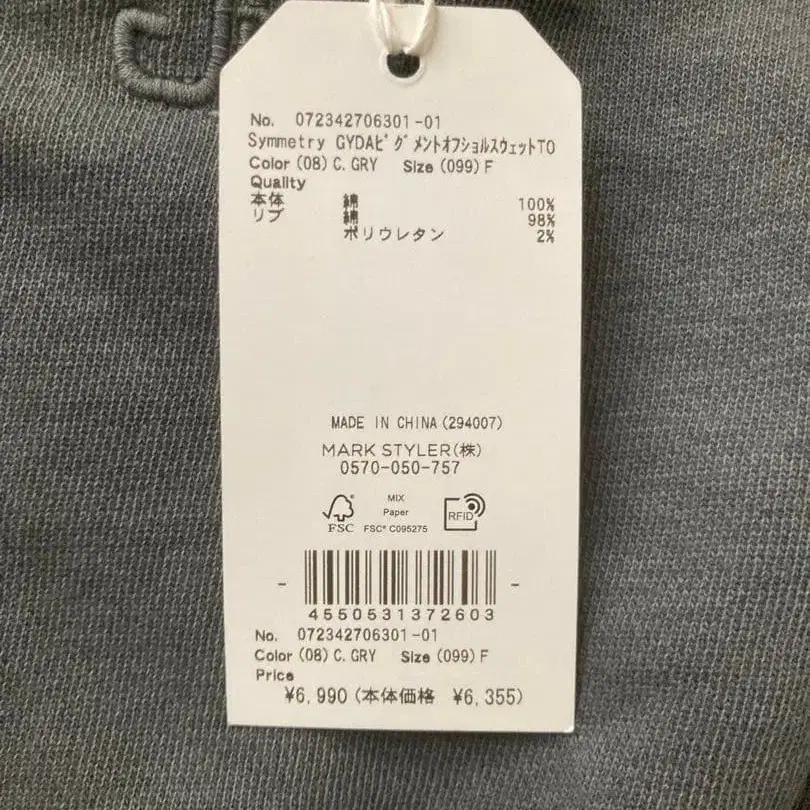 No. 072342706301-01
Symmetry GYDAﾋﾟｸﾞﾒﾝﾄｵﾌｼｮﾙｽｳｪｯﾄTO
Color (08) C. GRY Size (099) F
Quality
本体 綿 100%
リブ 綿 98%
ポリウレタン 2%
MADE IN CHINA (294007)
MARK STYLER(株)
0570-050-757
MIX
Paper
FSC FSC® C095275
RFID
4550531372603
No. 072342706301-01
Color (08) C. GRY Size (099) F
Price
¥6,990 (本体価格 ¥6,355)